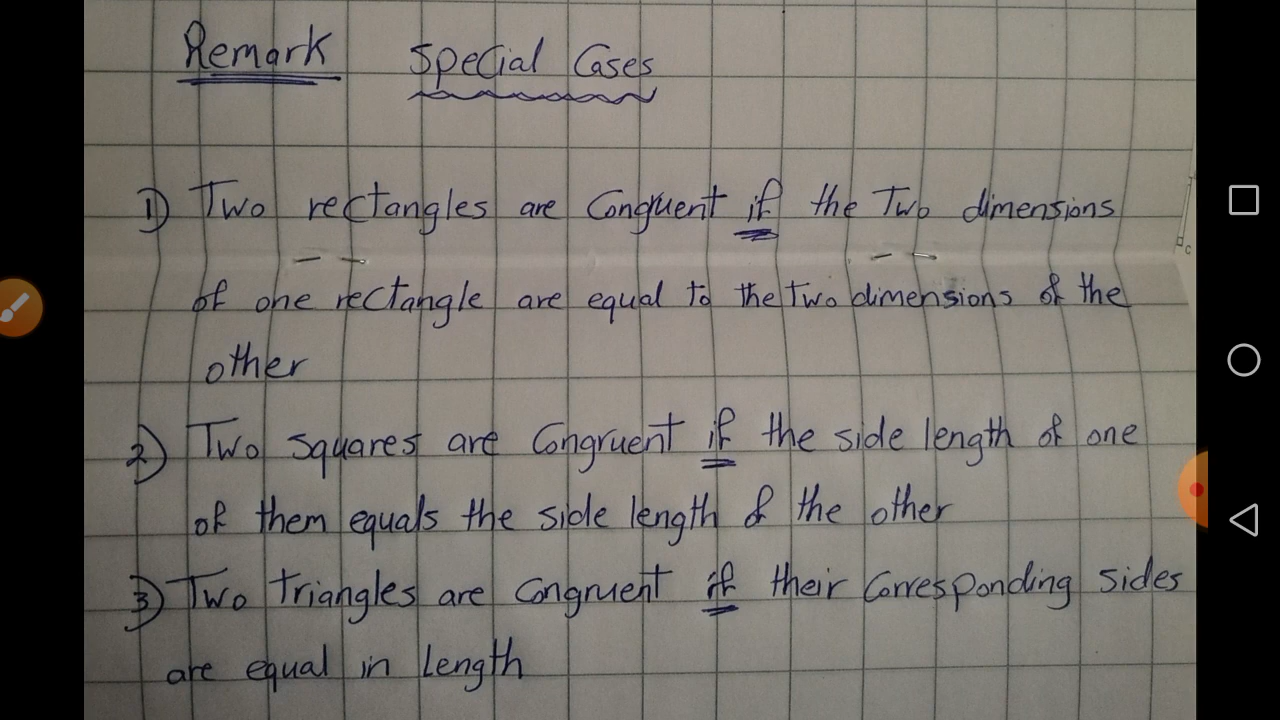 Remark Special Cases
1) Two rectangles are Congruent if the Two dimensions
of one rectangle are equal to the two dimensions of the
other
2) Two squares are Congruent if the side length of one
of them equals the side length of the other
3) Two triangles are congruent if their Corresponding sides
are equal in length
C